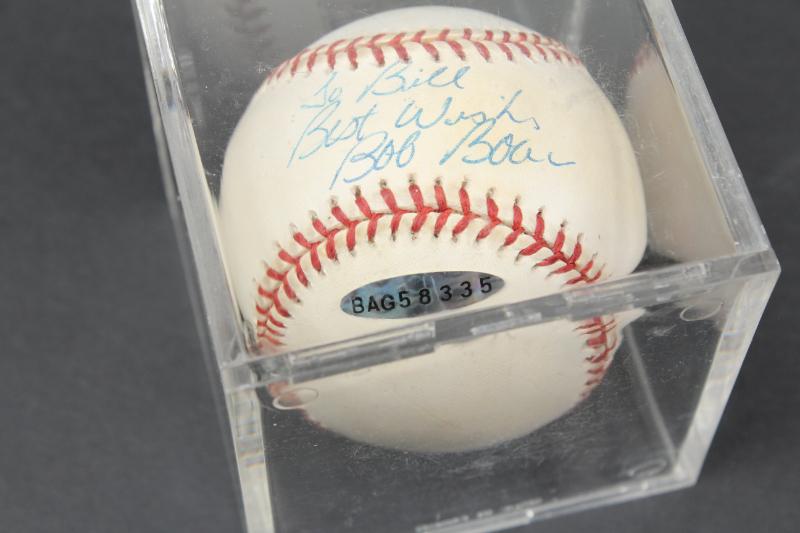 To Bill
Best Wishes
Bob Boone
BAG58335